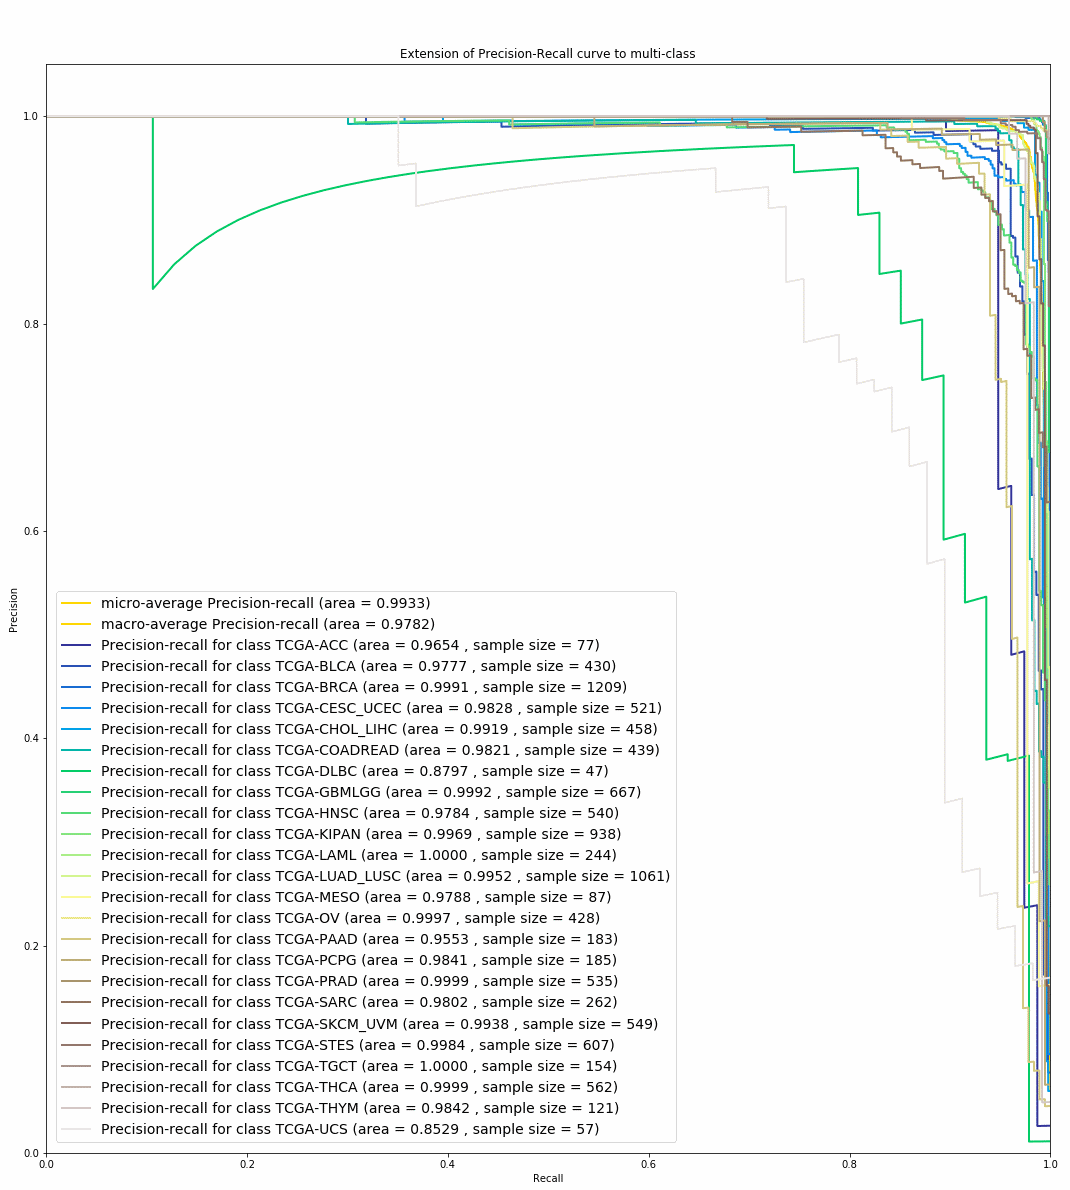 Extension of Precision-Recall curve to multi-class
1.0
0.8
0.6
0.4
0.2
0.0
Precision
micro-average Precision-recall (area = 0.9933)
macro-average Precision-recall (area = 0.9782)
Precision-recall for class TCGA-ACC (area = 0.9654 , sample size = 77)
Precision-recall for class TCGA-BLCA (area = 0.9777 , sample size = 430)
Precision-recall for class TCGA-BRCA (area = 0.9991 , sample size = 1209)
Precision-recall for class TCGA-CESC_UCEC (area = 0.9828 , sample size = 521)
Precision-recall for class TCGA-CHOL_LIHC (area = 0.9919 , sample size = 458)
Precision-recall for class TCGA-COADREAD (area = 0.9821 , sample size = 439)
Precision-recall for class TCGA-DLBC (area = 0.8797 , sample size = 47)
Precision-recall for class TCGA-GBMLGG (area = 0.9992 , sample size = 667)
Precision-recall for class TCGA-HNSC (area = 0.9784 , sample size = 540)
Precision-recall for class TCGA-KIPAN (area = 0.9969 , sample size = 938)
Precision-recall for class TCGA-LAML (area = 1.0000 , sample size = 244)
Precision-recall for class TCGA-LUAD_LUSC (area = 0.9952 , sample size = 1061)
Precision-recall for class TCGA-MESO (area = 0.9788 , sample size = 87)
Precision-recall for class TCGA-OV (area = 0.9997 , sample size = 428)
Precision-recall for class TCGA-PAAD (area = 0.9553 , sample size = 183)
Precision-recall for class TCGA-PCPG (area = 0.9841 , sample size = 185)
Precision-recall for class TCGA-PRAD (area = 0.9999 , sample size = 535)
Precision-recall for class TCGA-SARC (area = 0.9802 , sample size = 262)
Precision-recall for class TCGA-SKCM_UVM (area = 0.9938 , sample size = 549)
Precision-recall for class TCGA-STES (area = 0.9984 , sample size = 607)
Precision-recall for class TCGA-TGCT (area = 1.0000 , sample size = 154)
Precision-recall for class TCGA-THCA (area = 0.9999 , sample size = 562)
Precision-recall for class TCGA-THYM (area = 0.9842 , sample size = 121)
Precision-recall for class TCGA-UCS (area = 0.8529 , sample size = 57)
0.0 0.2 0.4 0.6 0.8 1.0
Recall